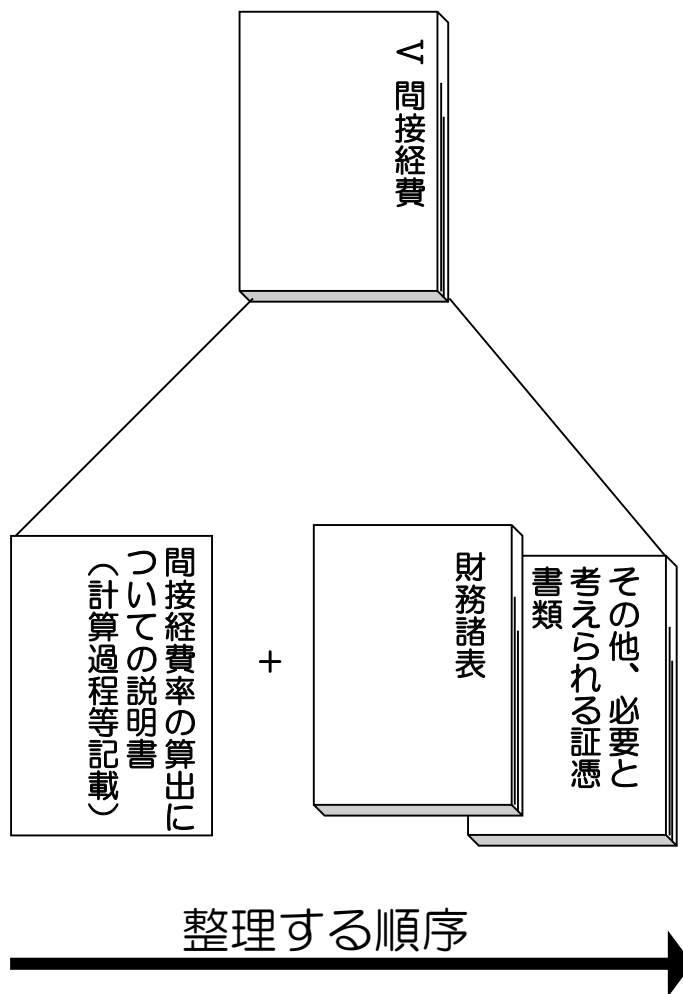 Ⅴ 間接経費
間接経費率の算出に
ついての説明書
（計算過程等記載）
+
財務諸表
その他、必要と
考えられる証憑
書類
整理する順序